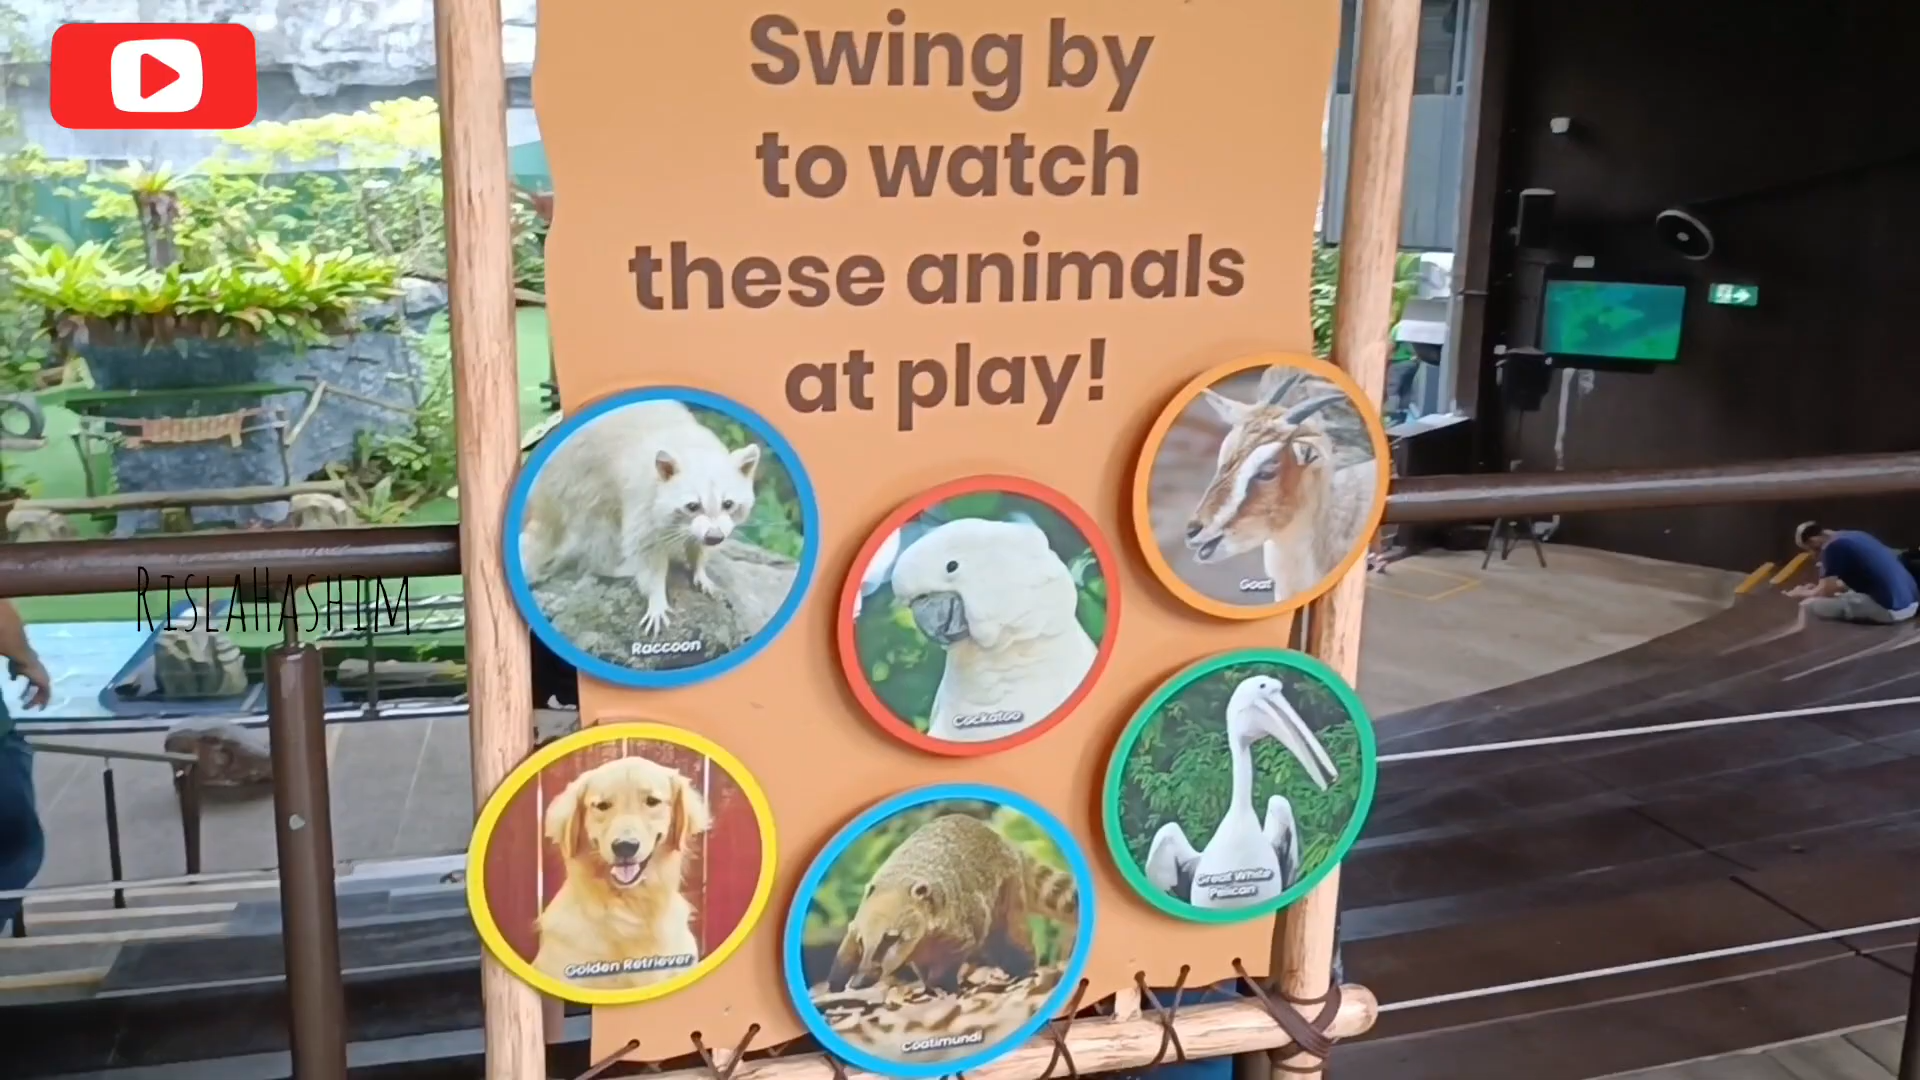 Swing by
to watch
these animals
at play!
Goat
Raccoon
Cockatoo
Great White
Pelican
Golden Retriever
Coatimundi
RislaHashim